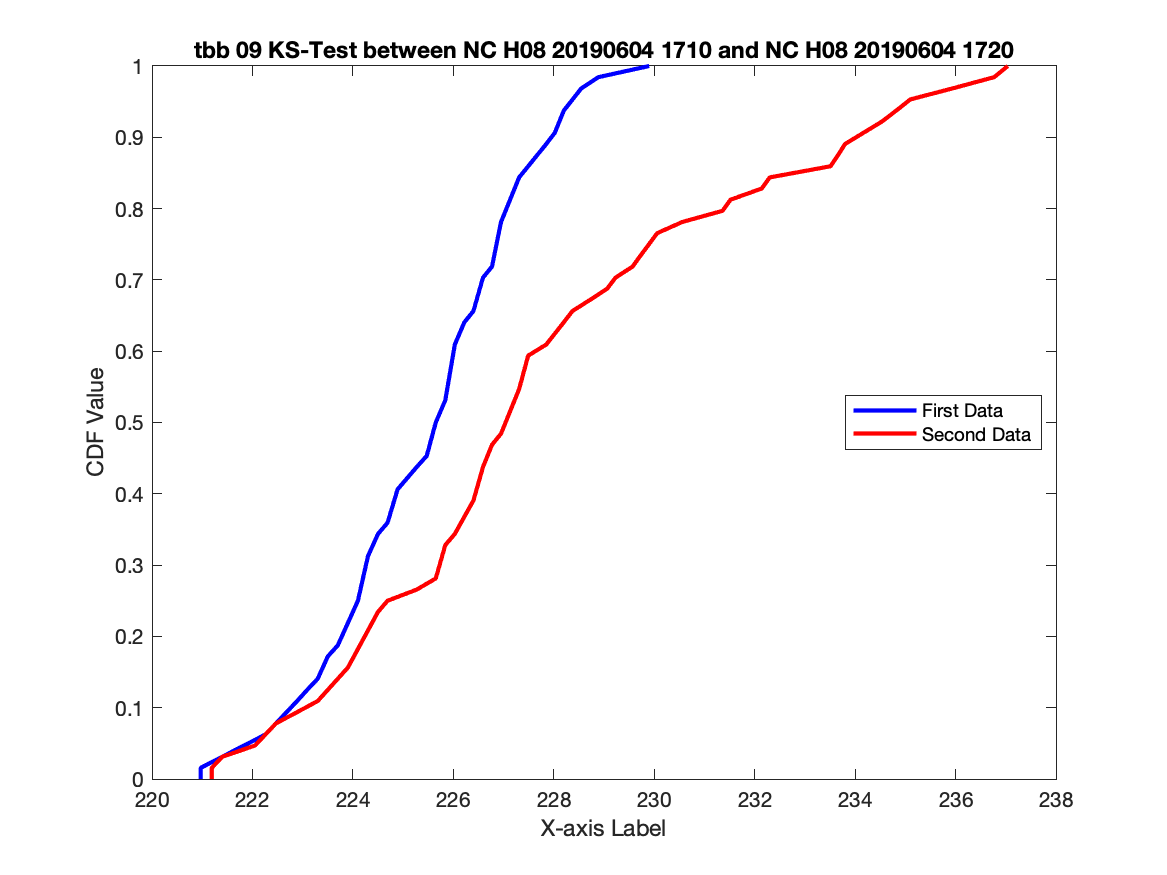 tbb 09 KS-Test between NC H08 20190604 1710 and NC H08 20190604 1720
1
0.9
0.8
0.7
0.6
0.5
0.4
0.3
0.2
0.1
0
CDF Value
First Data
Second Data
220 222 224 226 228 230 232 234 236 238
X-axis Label